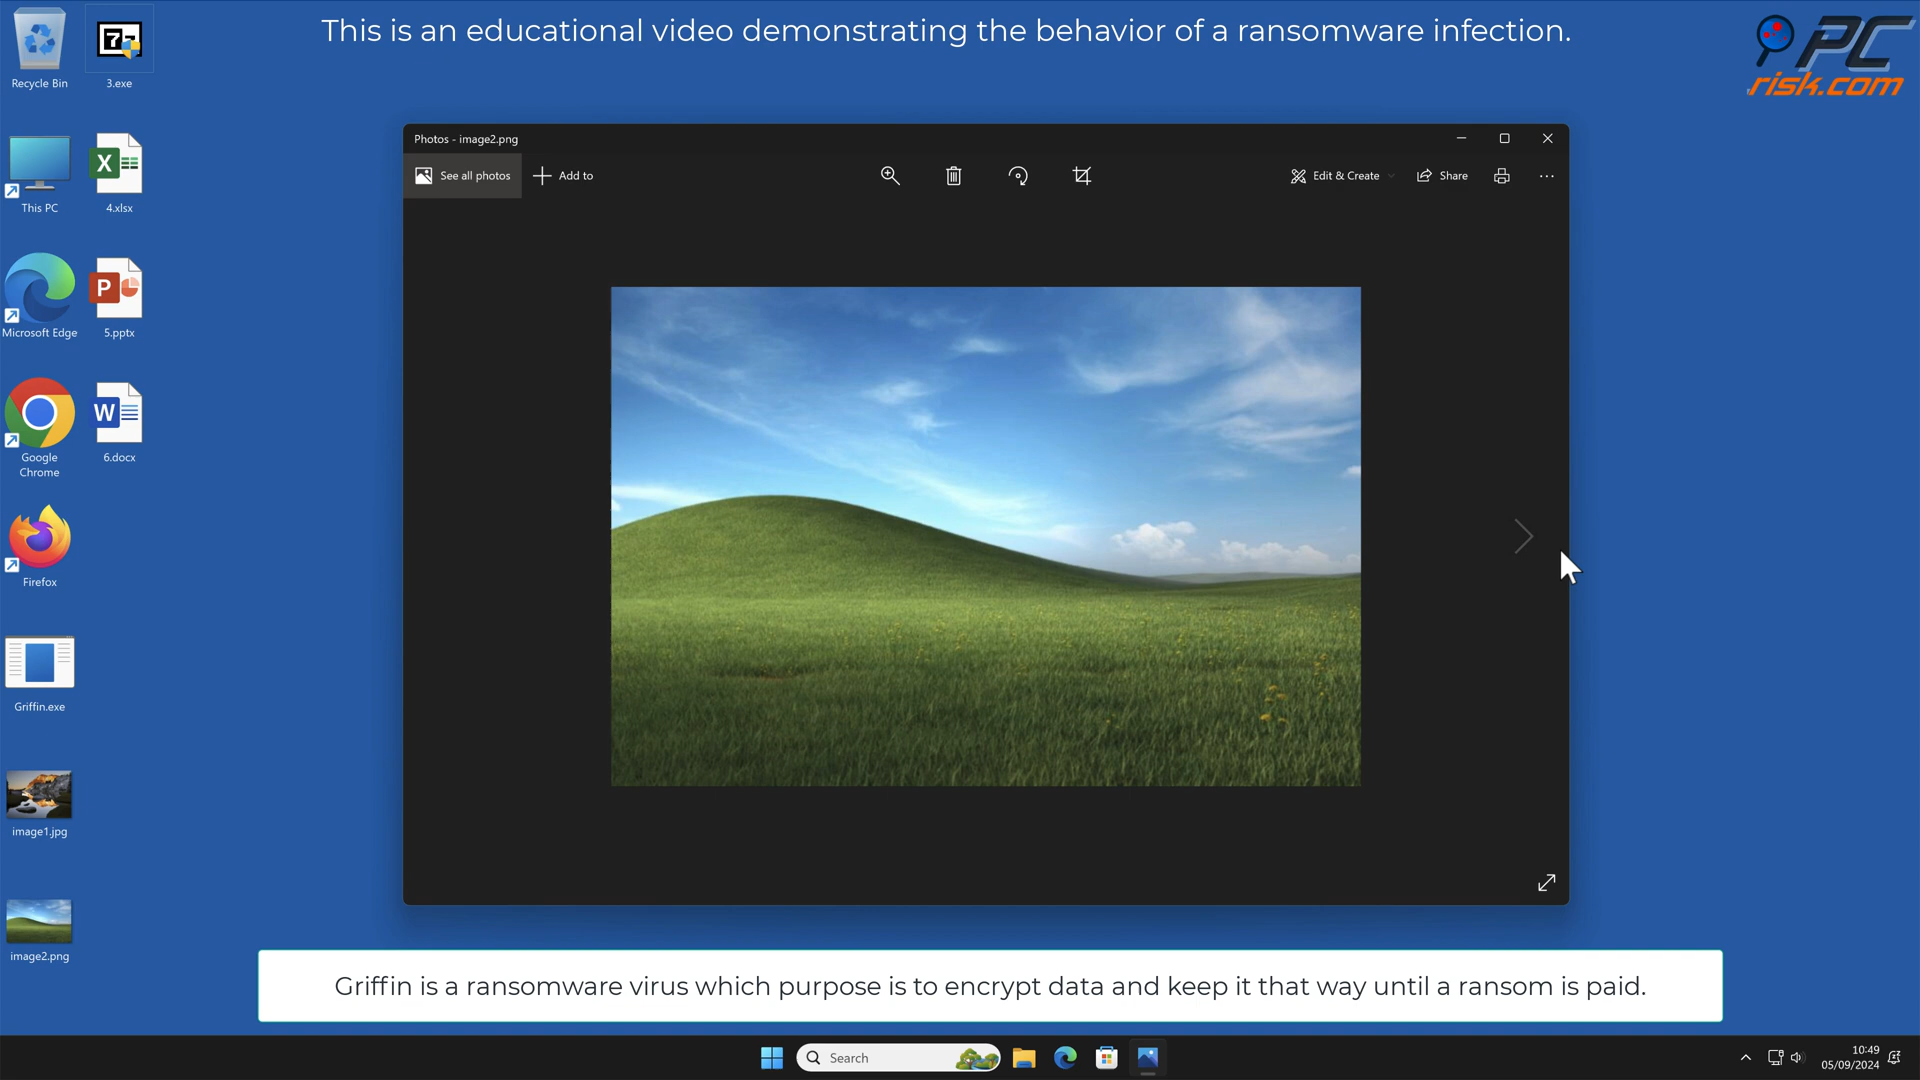 This is an educational video demonstrating the behavior of a ransomware infection.
PC
risk.com
Recycle Bin
3.exe
This PC
4.xlsx
Microsoft Edge
5.pptx
Google
Chrome
6.docx
Firefox
Griffin.exe
image1.jpg
image2.png
Photos - image2.png
See all photos
Add to
Edit & Create
Share
Griffin is a ransomware virus which purpose is to encrypt data and keep it that way until a ransom is paid.
Search
10:49
05/09/2024